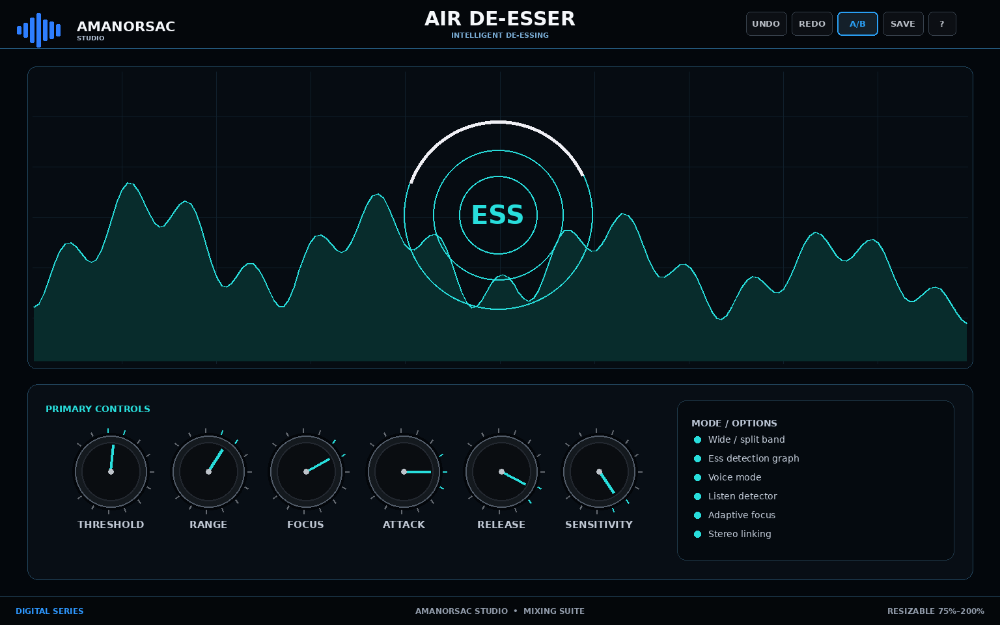 AMANORSAC
STUDIO
AIR DE-ESSER
INTELLIGENT DE-ESSING
UNDO
REDO
A/B
SAVE
?
ESS
PRIMARY CONTROLS
THRESHOLD
RANGE
FOCUS
ATTACK
RELEASE
SENSITIVITY
MODE / OPTIONS
Wide / split band
Ess detection graph
Voice mode
Listen detector
Adaptive focus
Stereo linking
DIGITAL SERIES
AMANORSAC STUDIO • MIXING SUITE
RESIZABLE 75%–200%